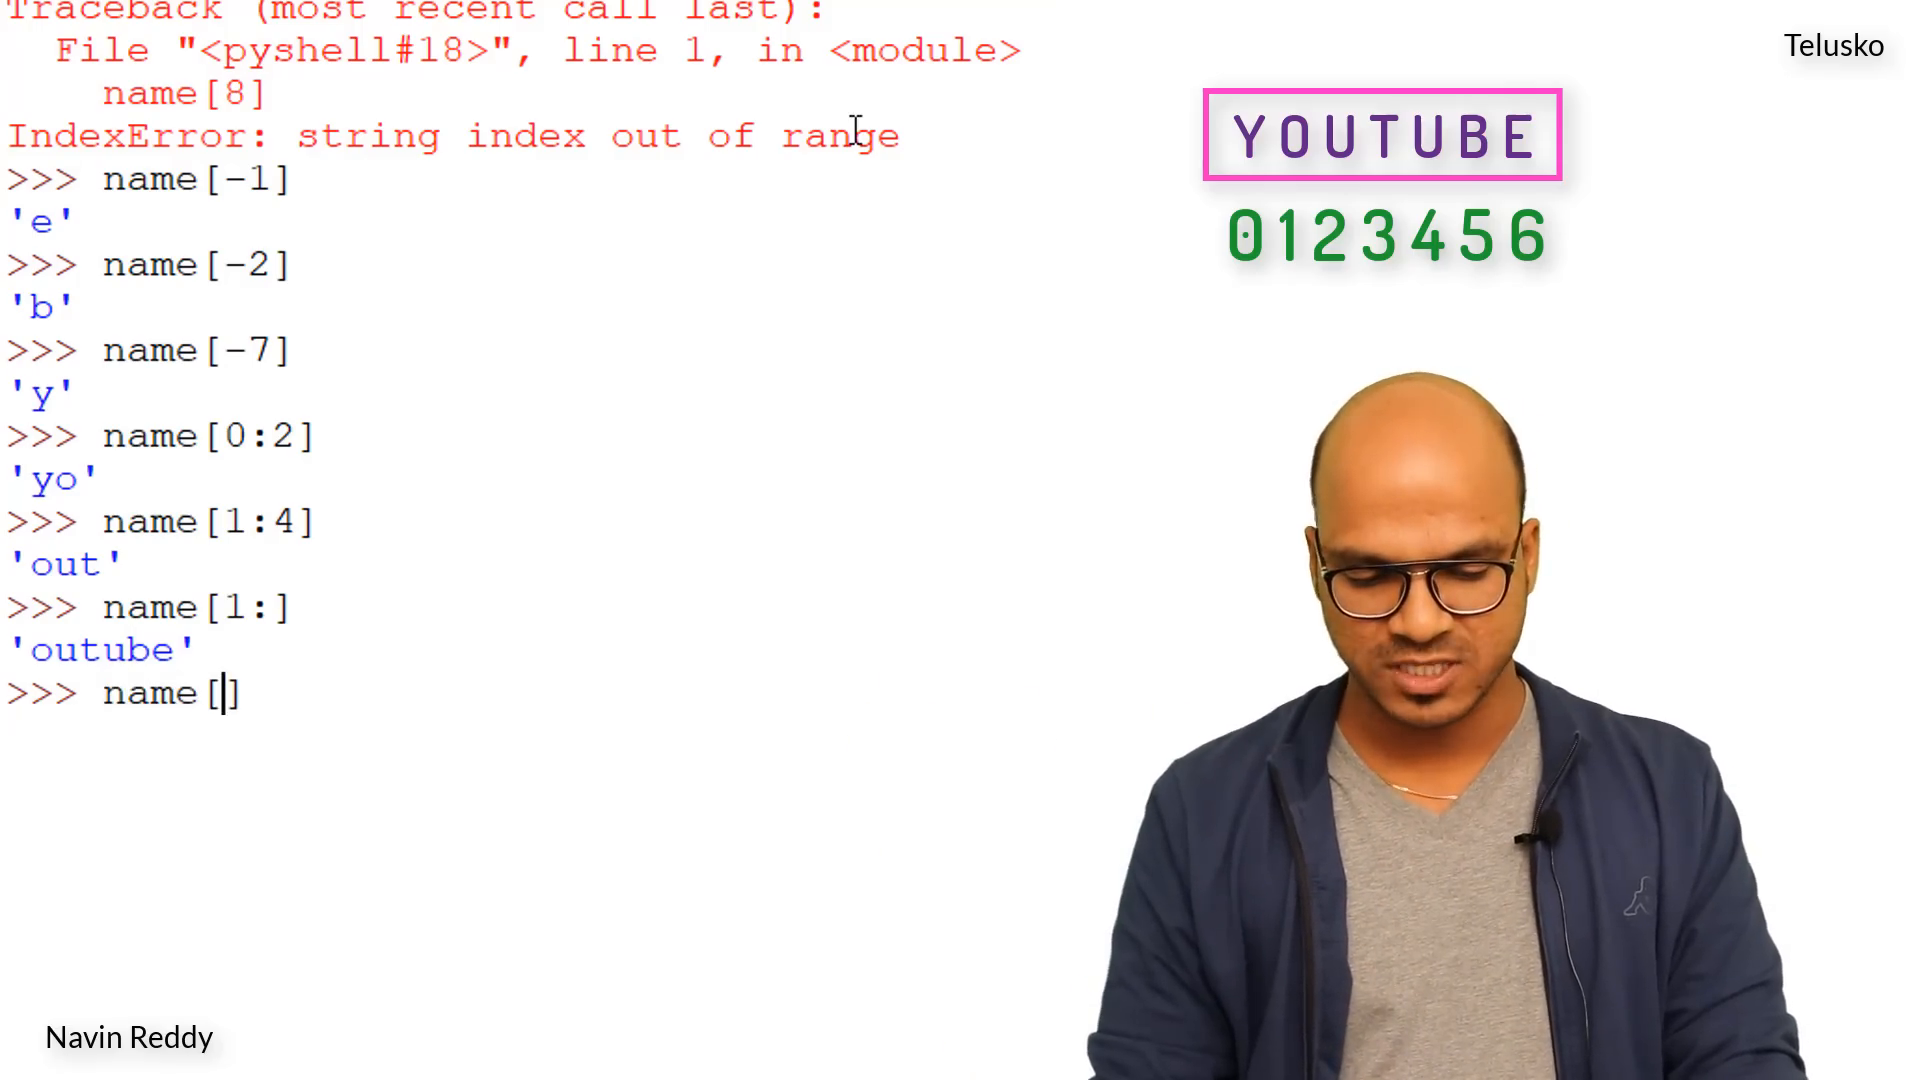 Traceback (most recent call last):
  File "<pyshell#18>", line 1, in <module>
    name[8]
IndexError: string index out of range
>>> name[-1]
'e'
>>> name[-2]
'b'
>>> name[-7]
'y'
>>> name[0:2]
'yo'
>>> name[1:4]
'out'
>>> name[1:]
'outube'
>>> name[]
Telusko
YOUTUBE
0123456
Navin Reddy